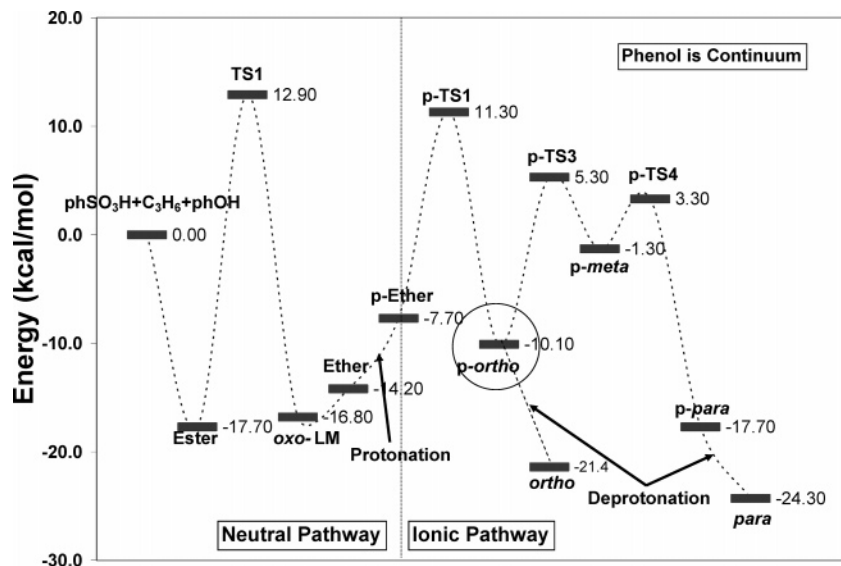 20.0
10.0
0.0
-10.0
-20.0
-30.0
Energy (kcal/mol)
Phenol is Continuum
TS1
12.90
p-TS1
11.30
p-TS3
5.30
p-TS4
3.30
phSO₃H+C₃H₆+phOH
0.00
p-meta
-1.30
p-Ether
-7.70
p-ortho
-10.10
Ether
-14.20
Ester
-17.70
oxo-LM
-16.80
Protonation
p-para
-17.70
ortho
-21.4
Deprotonation
para
-24.30
Neutral Pathway
Ionic Pathway